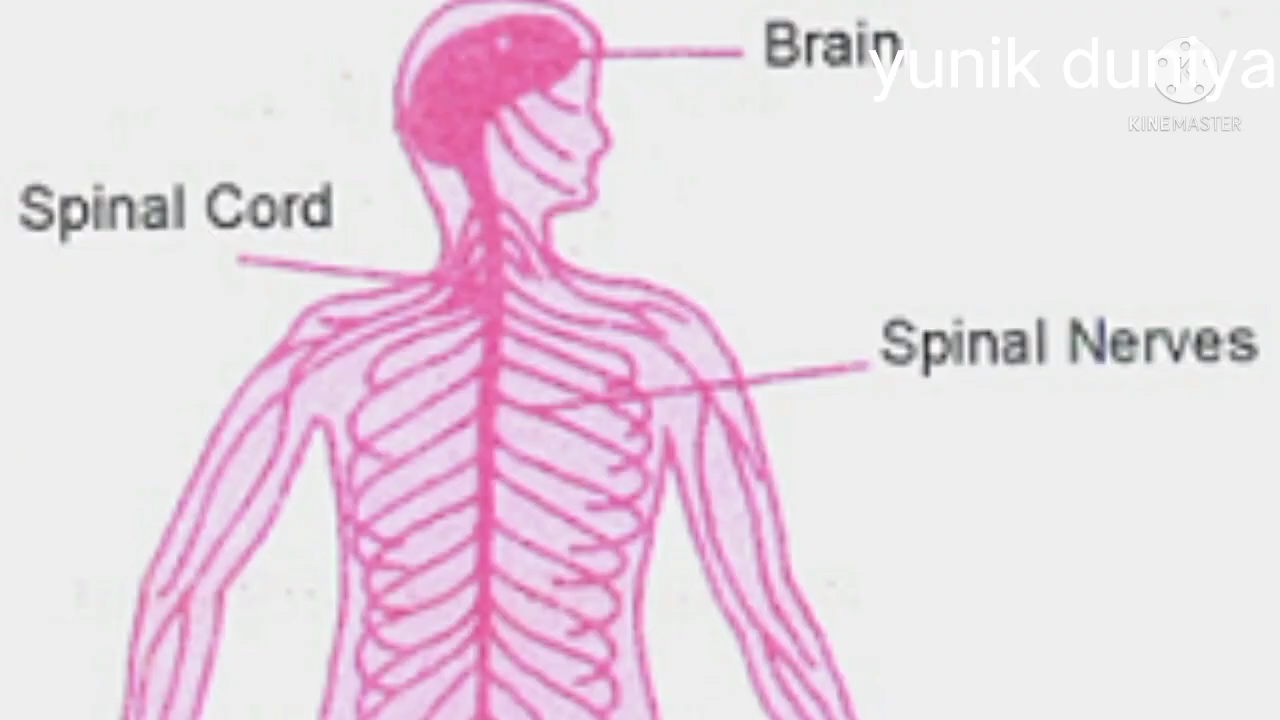 Brain
yunik duniya
KINEMASTER
Spinal Cord
Spinal Nerves